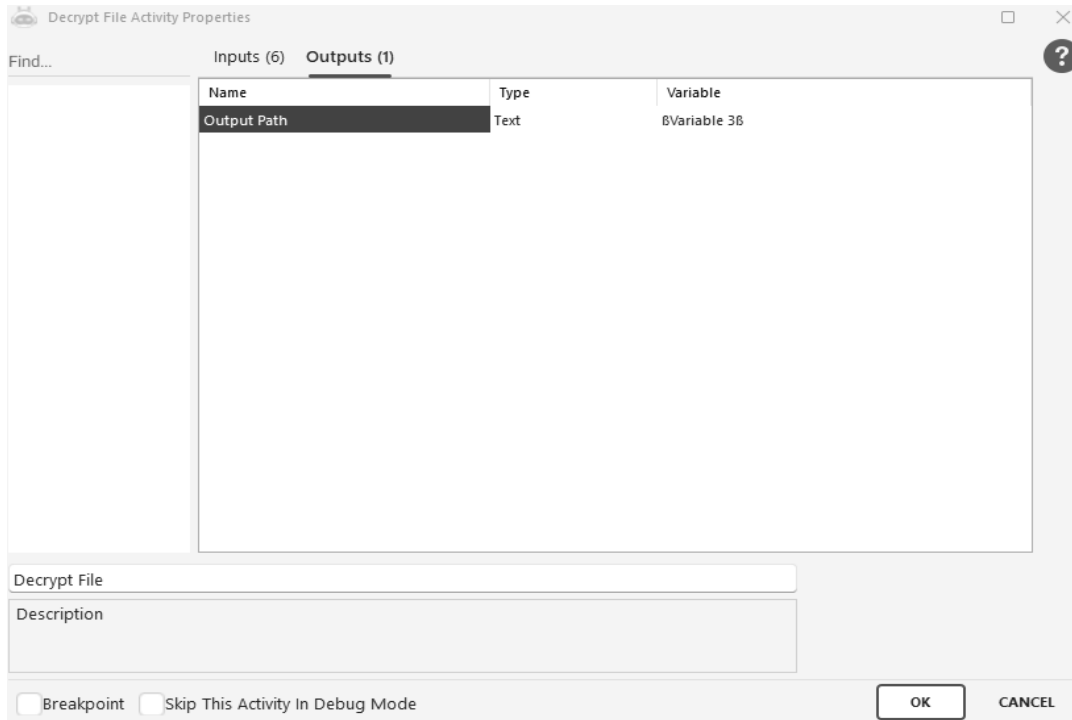 Decrypt File Activity Properties
Find...
Inputs (6) Outputs (1)
?
Name Type Variable
Output Path Text ßVariable 3ß
Decrypt File
Description
Breakpoint Skip This Activity In Debug Mode
OK CANCEL